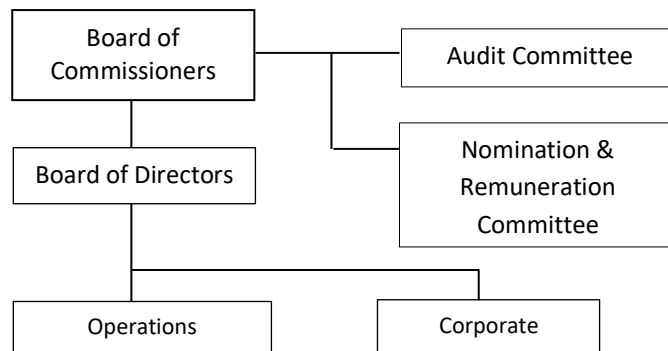 Board of
Commissioners
Audit Committee
Board of Directors
Nomination &
Remuneration
Committee
Operations
Corporate